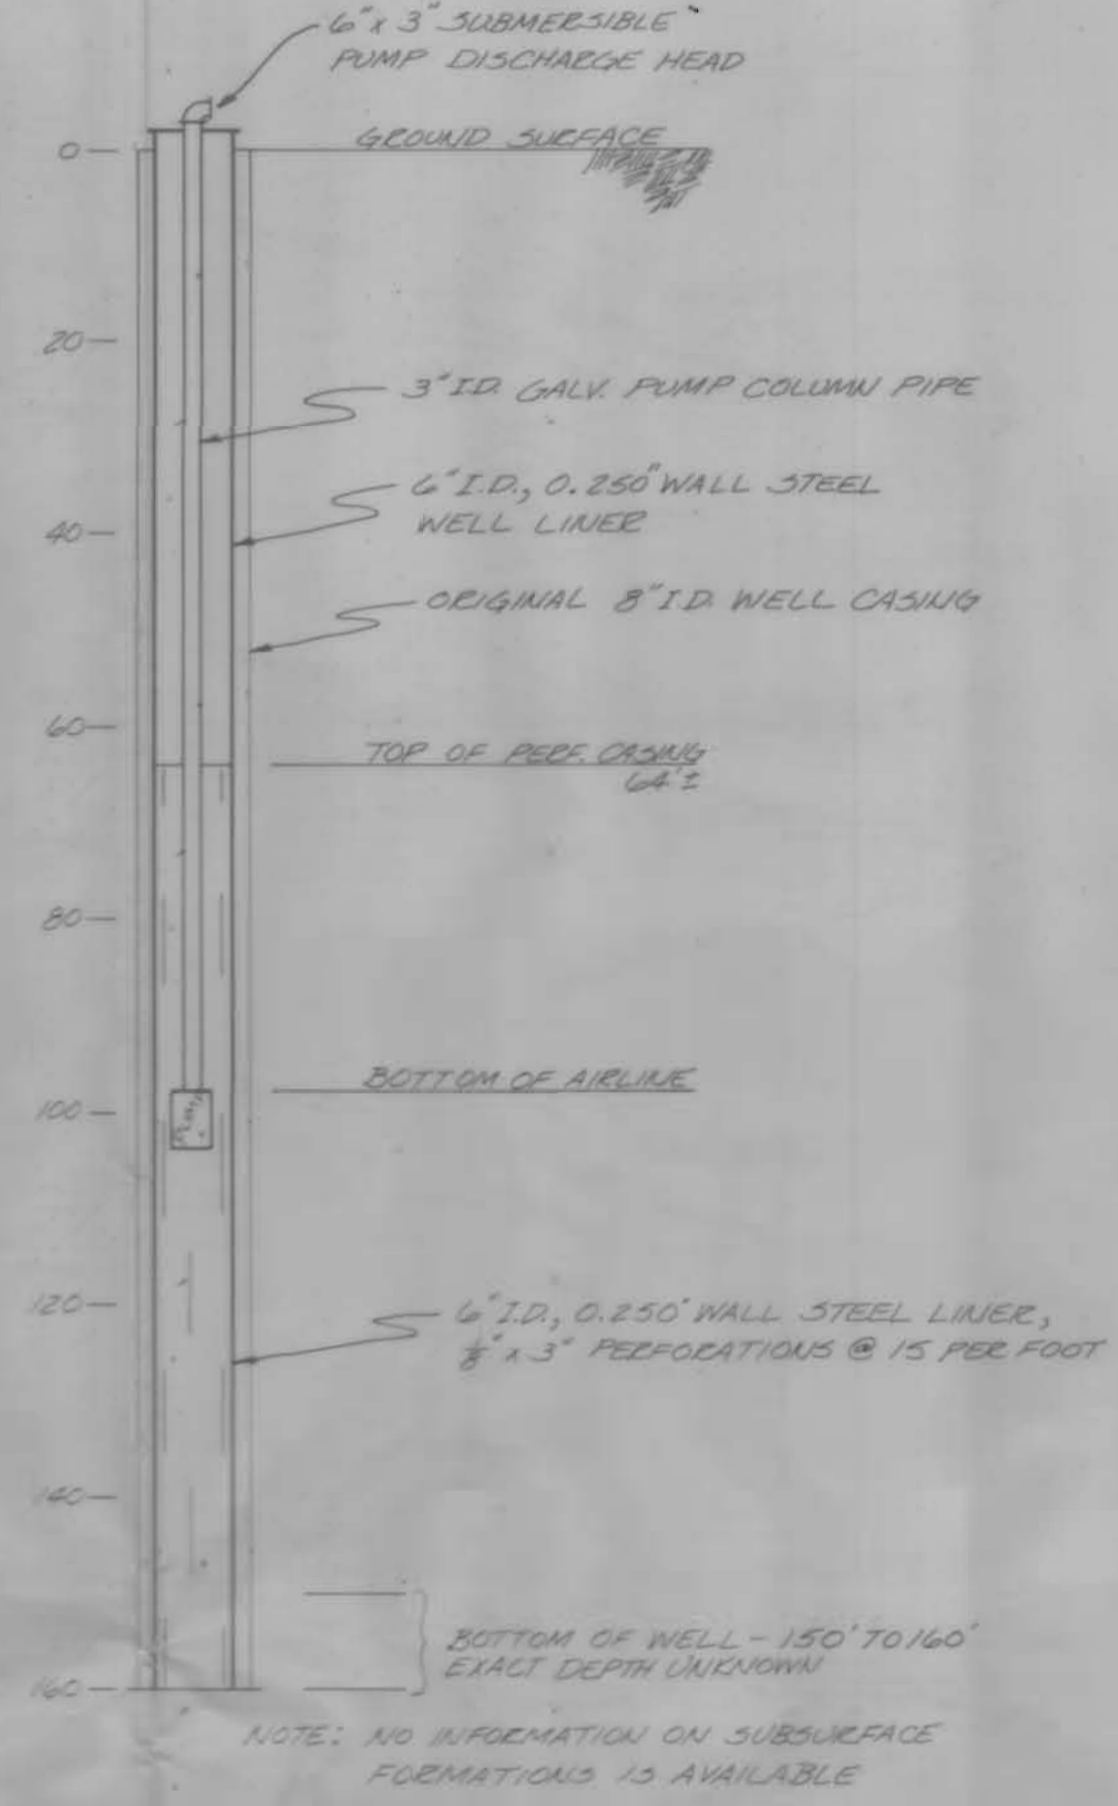 6" x 3" SUBMERSIBLE
PUMP DISCHARGE HEAD
GROUND SURFACE
0
20
3" I.D. GALV. PUMP COLUMN PIPE
6" I.D., 0.250" WALL STEEL
WELL LINER
40
ORIGINAL 8" I.D. WELL CASING
60
TOP OF PERF. CASING
64'±
80
BOTTOM OF AIRLINE
100
120
6" I.D., 0.250" WALL STEEL LINER,
1/8" x 3" PERFORATIONS @ 15 PER FOOT
140
BOTTOM OF WELL - 150' TO 160'
EXACT DEPTH UNKNOWN
160
NOTE: NO INFORMATION ON SUBSURFACE
FORMATIONS IS AVAILABLE